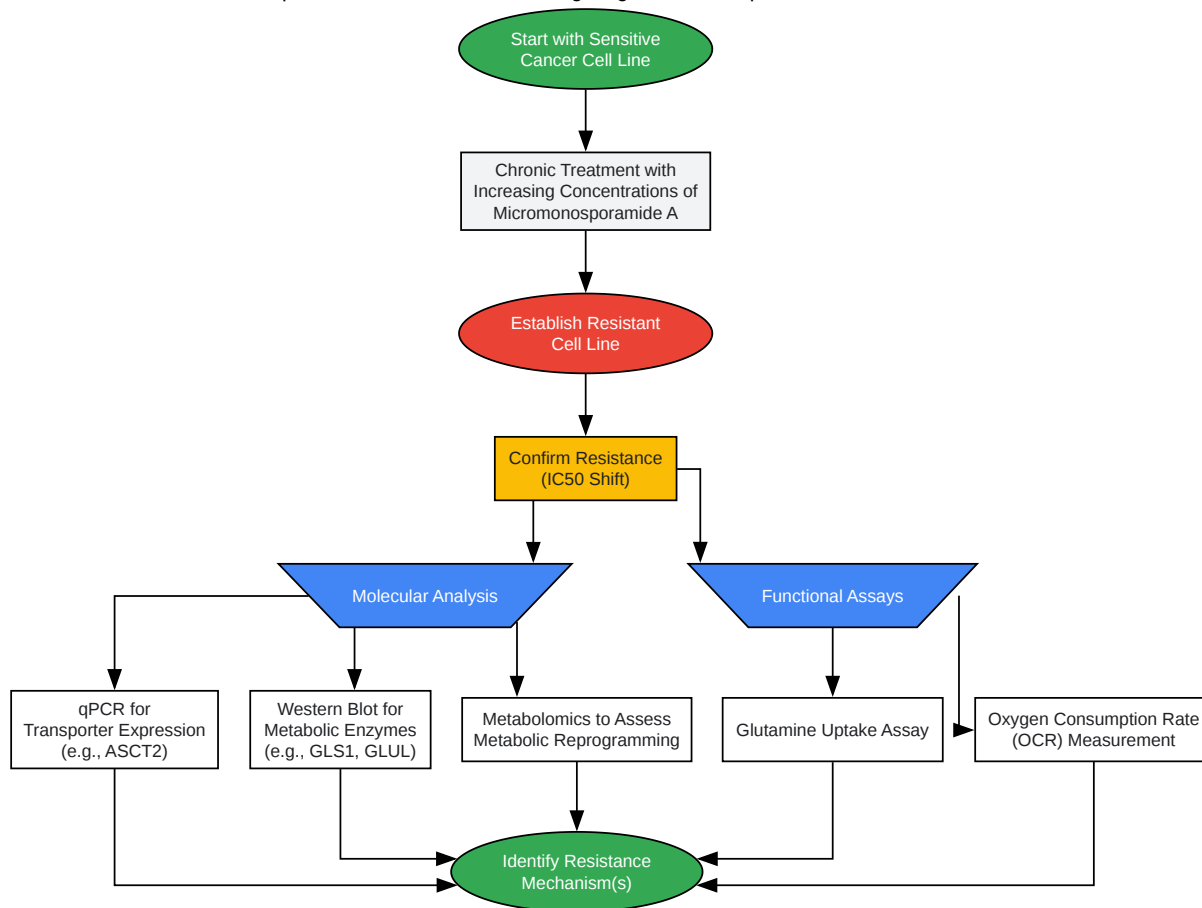 Start with Sensitive
Cancer Cell Line
Chronic Treatment with
Increasing Concentrations of
Micromonosporamide A
Establish Resistant
Cell Line
Confirm Resistance
(IC50 Shift)
Molecular Analysis
Functional Assays
qPCR for
Transporter Expression
(e.g., ASCT2)
Western Blot for
Metabolic Enzymes
(e.g., GLS1, GLUL)
Metabolomics to Assess
Metabolic Reprogramming
Glutamine Uptake Assay
Oxygen Consumption Rate
(OCR) Measurement
Identify Resistance
Mechanism(s)